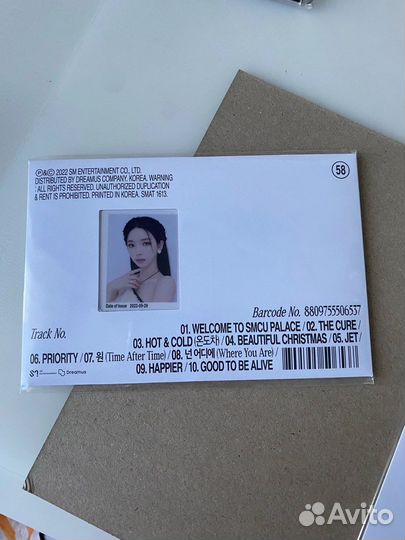 Ⓟ&© 2022 SM ENTERTAINMENT CO., LTD.
DISTRIBUTED BY DREAMUS COMPANY, KOREA. WARNING
: ALL RIGHTS RESERVED. UNAUTHORIZED DUPLICATION
& RENT IS PROHIBITED. PRINTED IN KOREA. SMAT 1613.
58
Date of Issue 2022-09-29
Barcode No. 8809755506537
Track No.
01. WELCOME TO SMCU PALACE / 02. THE CURE /
03. HOT & COLD (온도차) / 04. BEAUTIFUL CHRISTMAS / 05. JET /
06. PRIORITY / 07. 원 (Time After Time) / 08. 넌 어디에 (Where You Are) /
09. HAPPIER / 10. GOOD TO BE ALIVE
SM
Dreamus
Avito